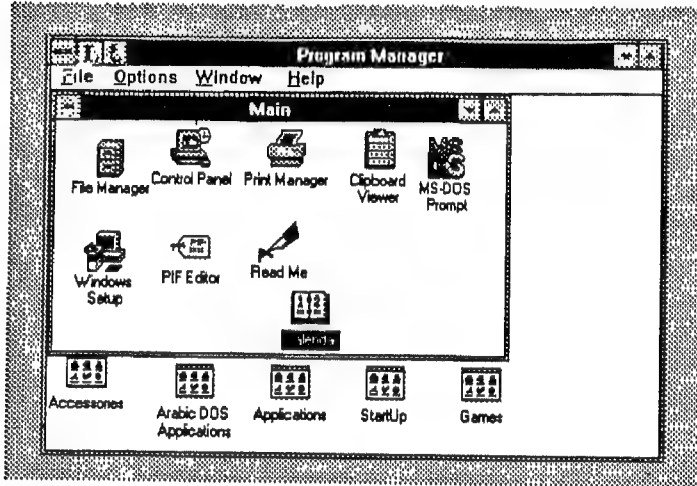 Program Manager
File Options Window Help
Main
File Manager
Control Panel
Print Manager
Clipboard
Viewer
MS-DOS
Prompt
Windows
Setup
PIF Editor
Read Me
Accessories
Arabic DOS
Applications
Applications
StartUp
Games